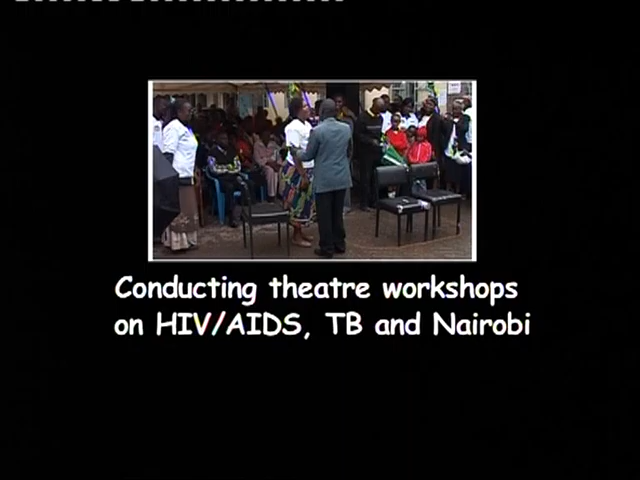 Conducting theatre workshops
on HIV/AIDS, TB and Nairobi